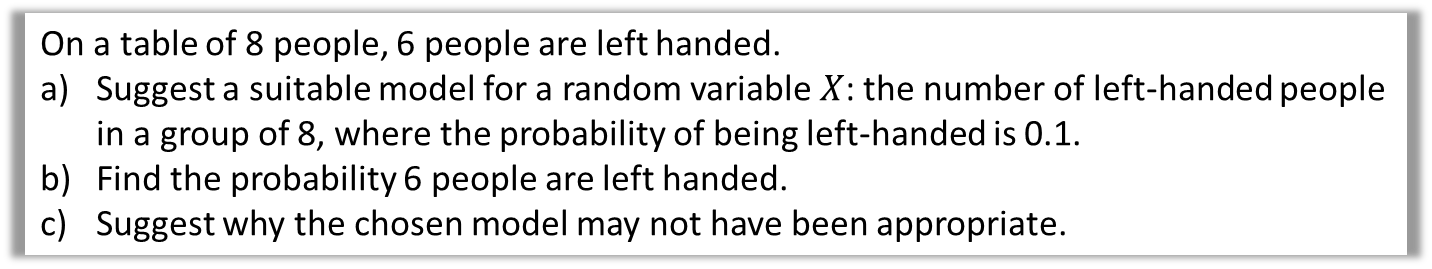 On a table of 8 people, 6 people are left handed.
a) Suggest a suitable model for a random variable X: the number of left-handed people
in a group of 8, where the probability of being left-handed is 0.1.
b) Find the probability 6 people are left handed.
c) Suggest why the chosen model may not have been appropriate.